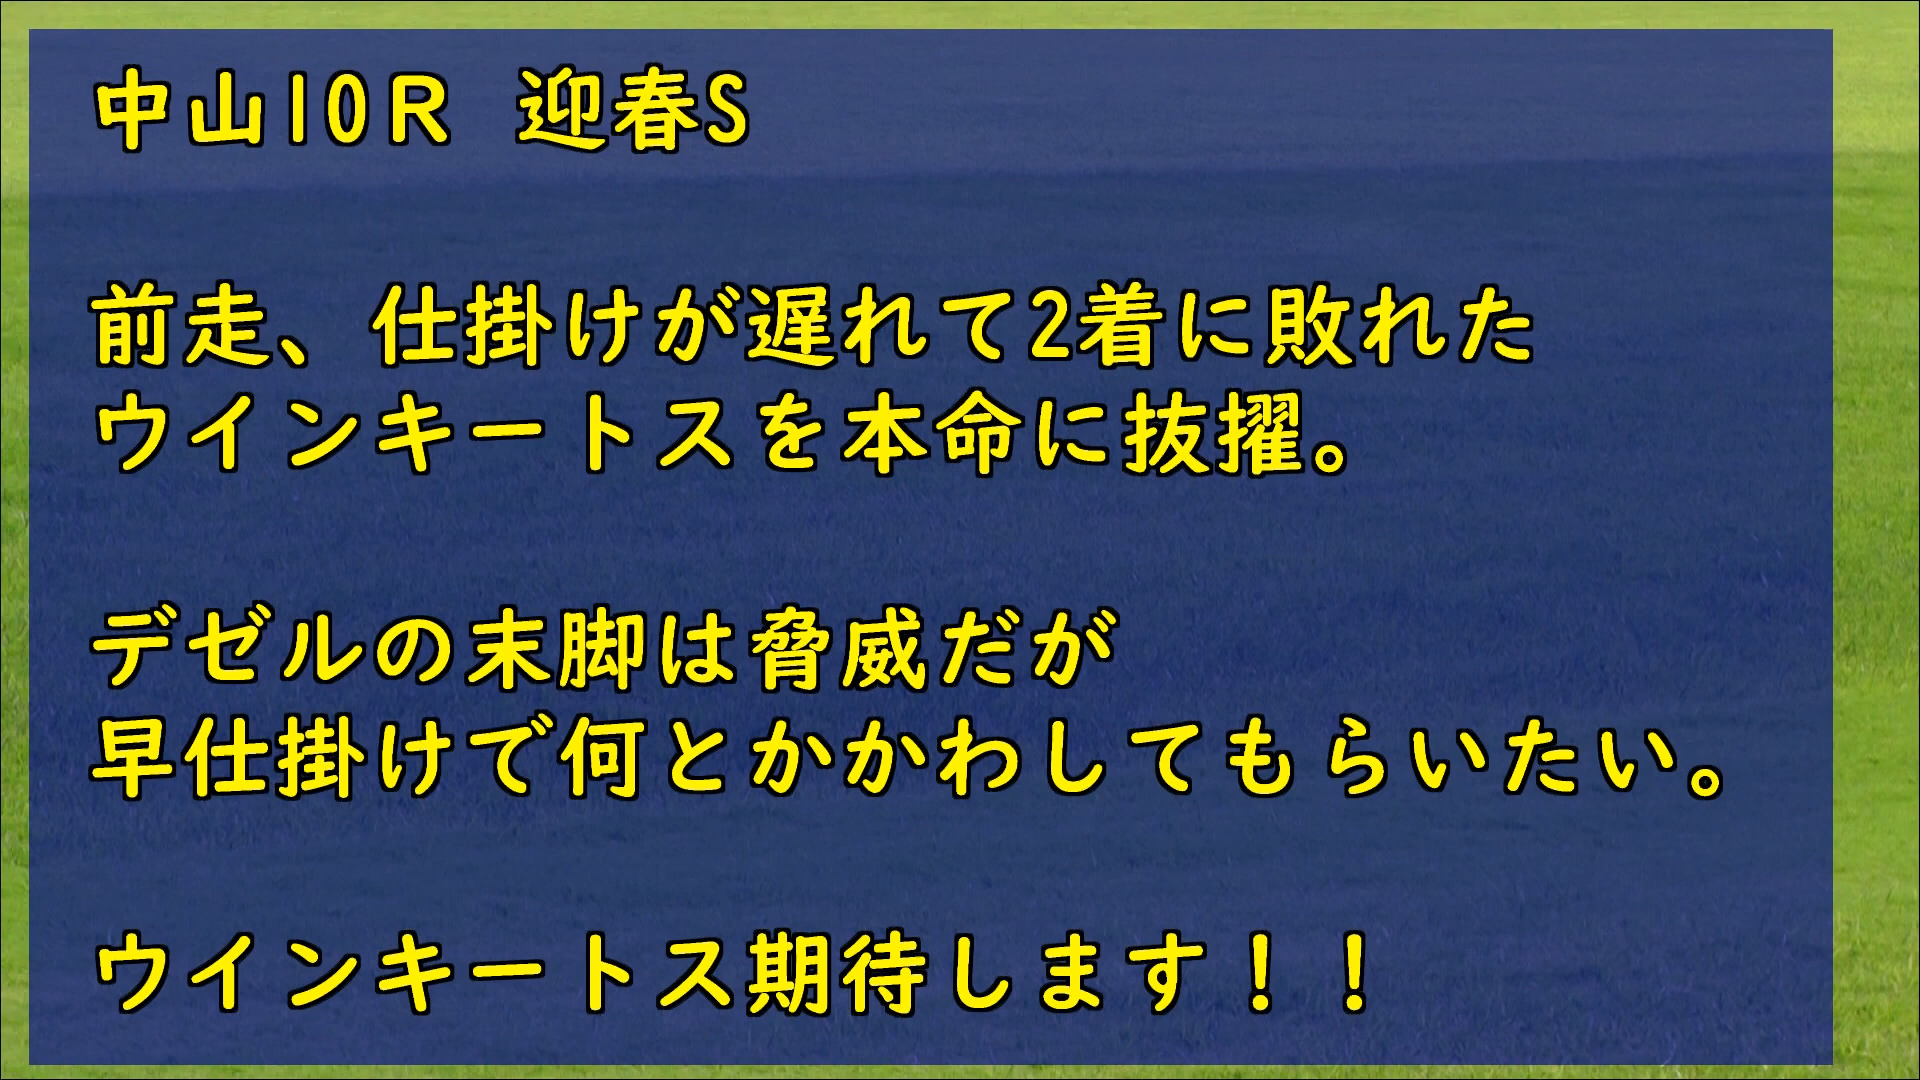 中山10R 迎春S
前走、仕掛けが遅れて2着に敗れた
ウインキートスを本命に抜擢。
デゼルの末脚は脅威だが
早仕掛けで何とかかわしてもらいたい。
ウインキートス期待します！！